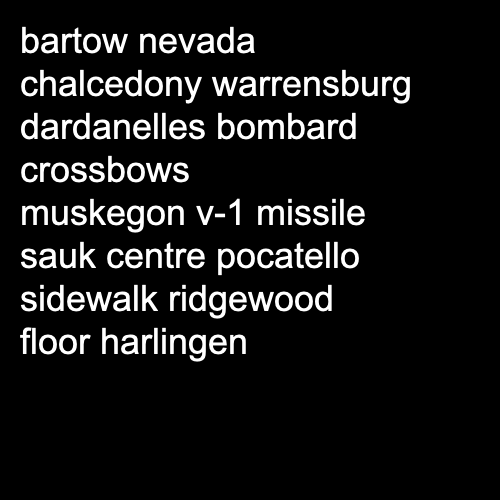 bartow nevada
chalcedony warrensburg
dardanelles bombard
crossbows
muskegon v-1 missile
sauk centre pocatello
sidewalk ridgewood
floor harlingen